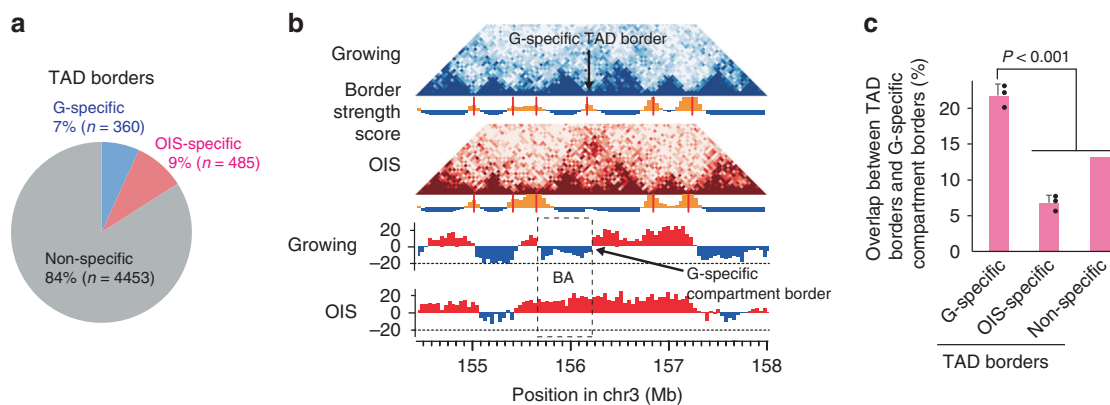 a
TAD borders
G-specific
7% (n = 360)
OIS-specific
9% (n = 485)
Non-specific
84% (n = 4453)
b
G-specific TAD border
Growing
Border
strength
score
OIS
Growing
20
0
−20
BA
G-specific
compartment border
OIS
20
0
−20
155
156
157
158
Position in chr3 (Mb)
c
P < 0.001
Overlap between TAD
borders and G-specific
compartment borders (%)
20
15
10
5
0
G-specific
OIS-specific
Non-specific
TAD borders